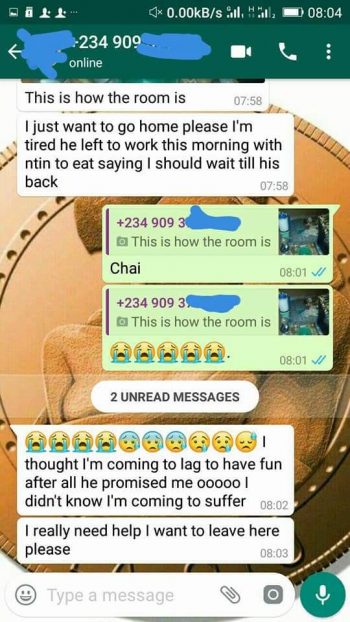 0.00kB/s 08:04
+234 909
online
This is how the room is
07:58
I just want to go home please I'm
tired he left to work this morning with
ntin to eat saying I should wait till his
back
07:58
+234 909 3
This is how the room is
Chai
08:01
+234 909 3
This is how the room is
😭😭😭😭😭.
08:01
2 UNREAD MESSAGES
😭😭😭😭😰😰😰😢😢😓 I
thought I'm coming to lag to have fun
after all he promised me ooooo I
didn't know I'm coming to suffer
08:02
I really need help I want to leave here
please
08:03
Type a message